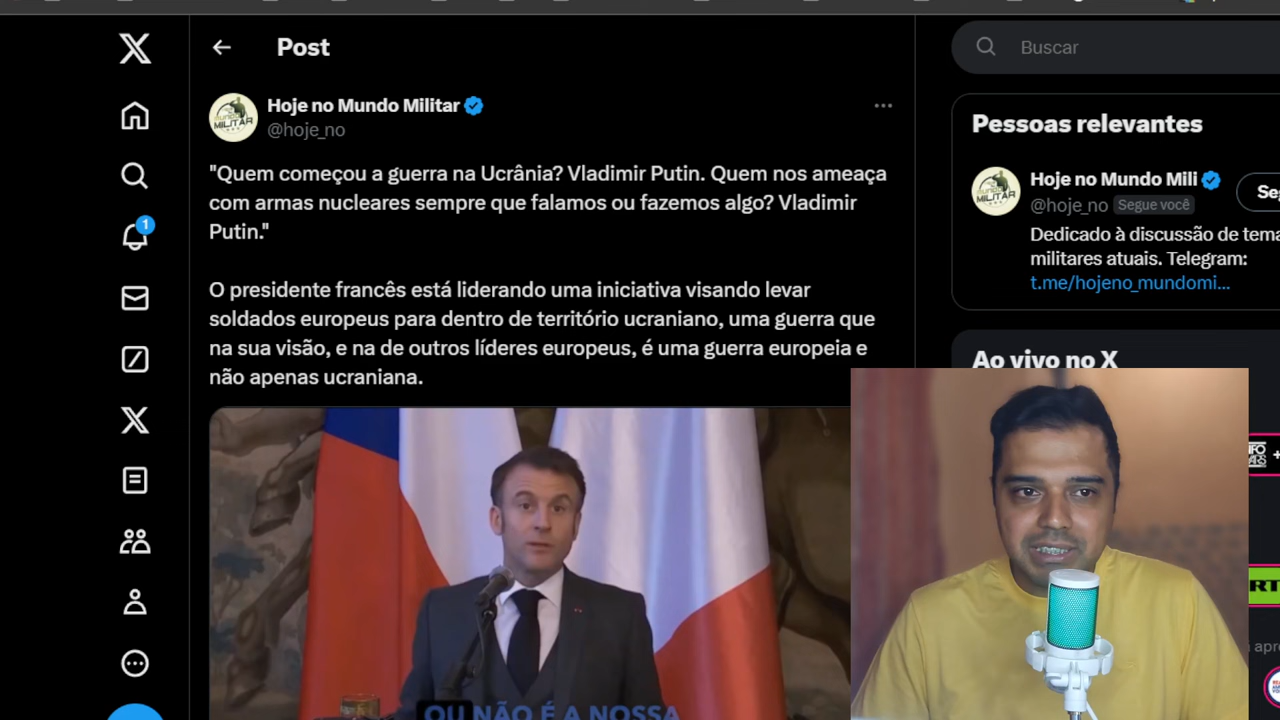 Post
Hoje no Mundo Militar
@hoje_no
"Quem começou a guerra na Ucrânia? Vladimir Putin. Quem nos ameaça
com armas nucleares sempre que falamos ou fazemos algo? Vladimir
Putin."
O presidente francês está liderando uma iniciativa visando levar
soldados europeus para dentro de território ucraniano, uma guerra que
na sua visão, e na de outros líderes europeus, é uma guerra europeia e
não apenas ucraniana.
OU NÃO É A NOSSA
1
Buscar
Pessoas relevantes
Hoje no Mundo Mili
@hoje_no Segue você
Dedicado à discussão de tema
militares atuais. Telegram:
t.me/hojeno_mundomi...
Ao vivo no X
RT